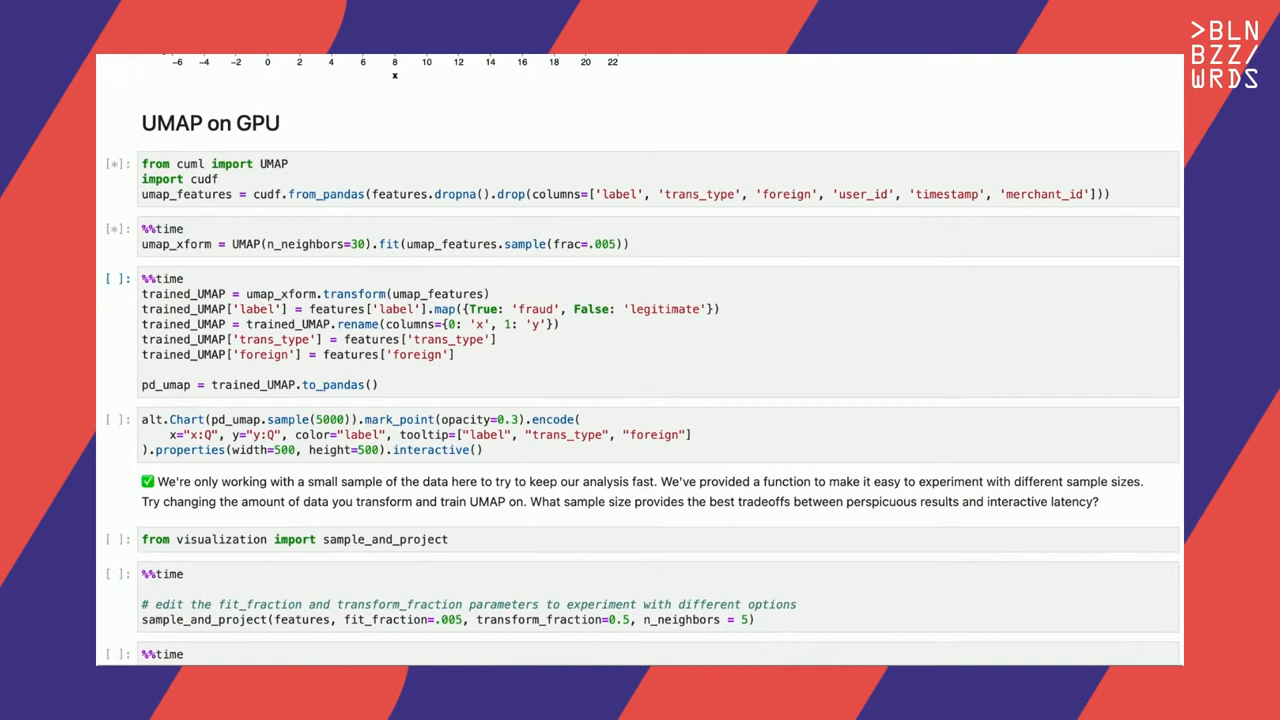 >BLN
BZZ/
WRDS
-6 -4 -2 0 2 4 6 8 10 12 14 16 18 20 22
x
UMAP on GPU
[*]: from cuml import UMAP
import cudf
umap_features = cudf.from_pandas(features.dropna().drop(columns=['label', 'trans_type', 'foreign', 'user_id', 'timestamp', 'merchant_id']))
[*]: %%time
umap_xform = UMAP(n_neighbors=30).fit(umap_features.sample(frac=.005))
[ ]: %%time
trained_UMAP = umap_xform.transform(umap_features)
trained_UMAP['label'] = features['label'].map({True: 'fraud', False: 'legitimate'})
trained_UMAP = trained_UMAP.rename(columns={0: 'x', 1: 'y'})
trained_UMAP['trans_type'] = features['trans_type']
trained_UMAP['foreign'] = features['foreign']
pd_umap = trained_UMAP.to_pandas()
[ ]: alt.Chart(pd_umap.sample(5000)).mark_point(opacity=0.3).encode(
x="x:Q", y="y:Q", color="label", tooltip=["label", "trans_type", "foreign"]
).properties(width=500, height=500).interactive()
✅ We're only working with a small sample of the data here to try to keep our analysis fast. We've provided a function to make it easy to experiment with different sample sizes.
Try changing the amount of data you transform and train UMAP on. What sample size provides the best tradeoffs between perspicuous results and interactive latency?
[ ]: from visualization import sample_and_project
[ ]: %%time
# edit the fit_fraction and transform_fraction parameters to experiment with different options
sample_and_project(features, fit_fraction=.005, transform_fraction=0.5, n_neighbors = 5)
[ ]: %%time